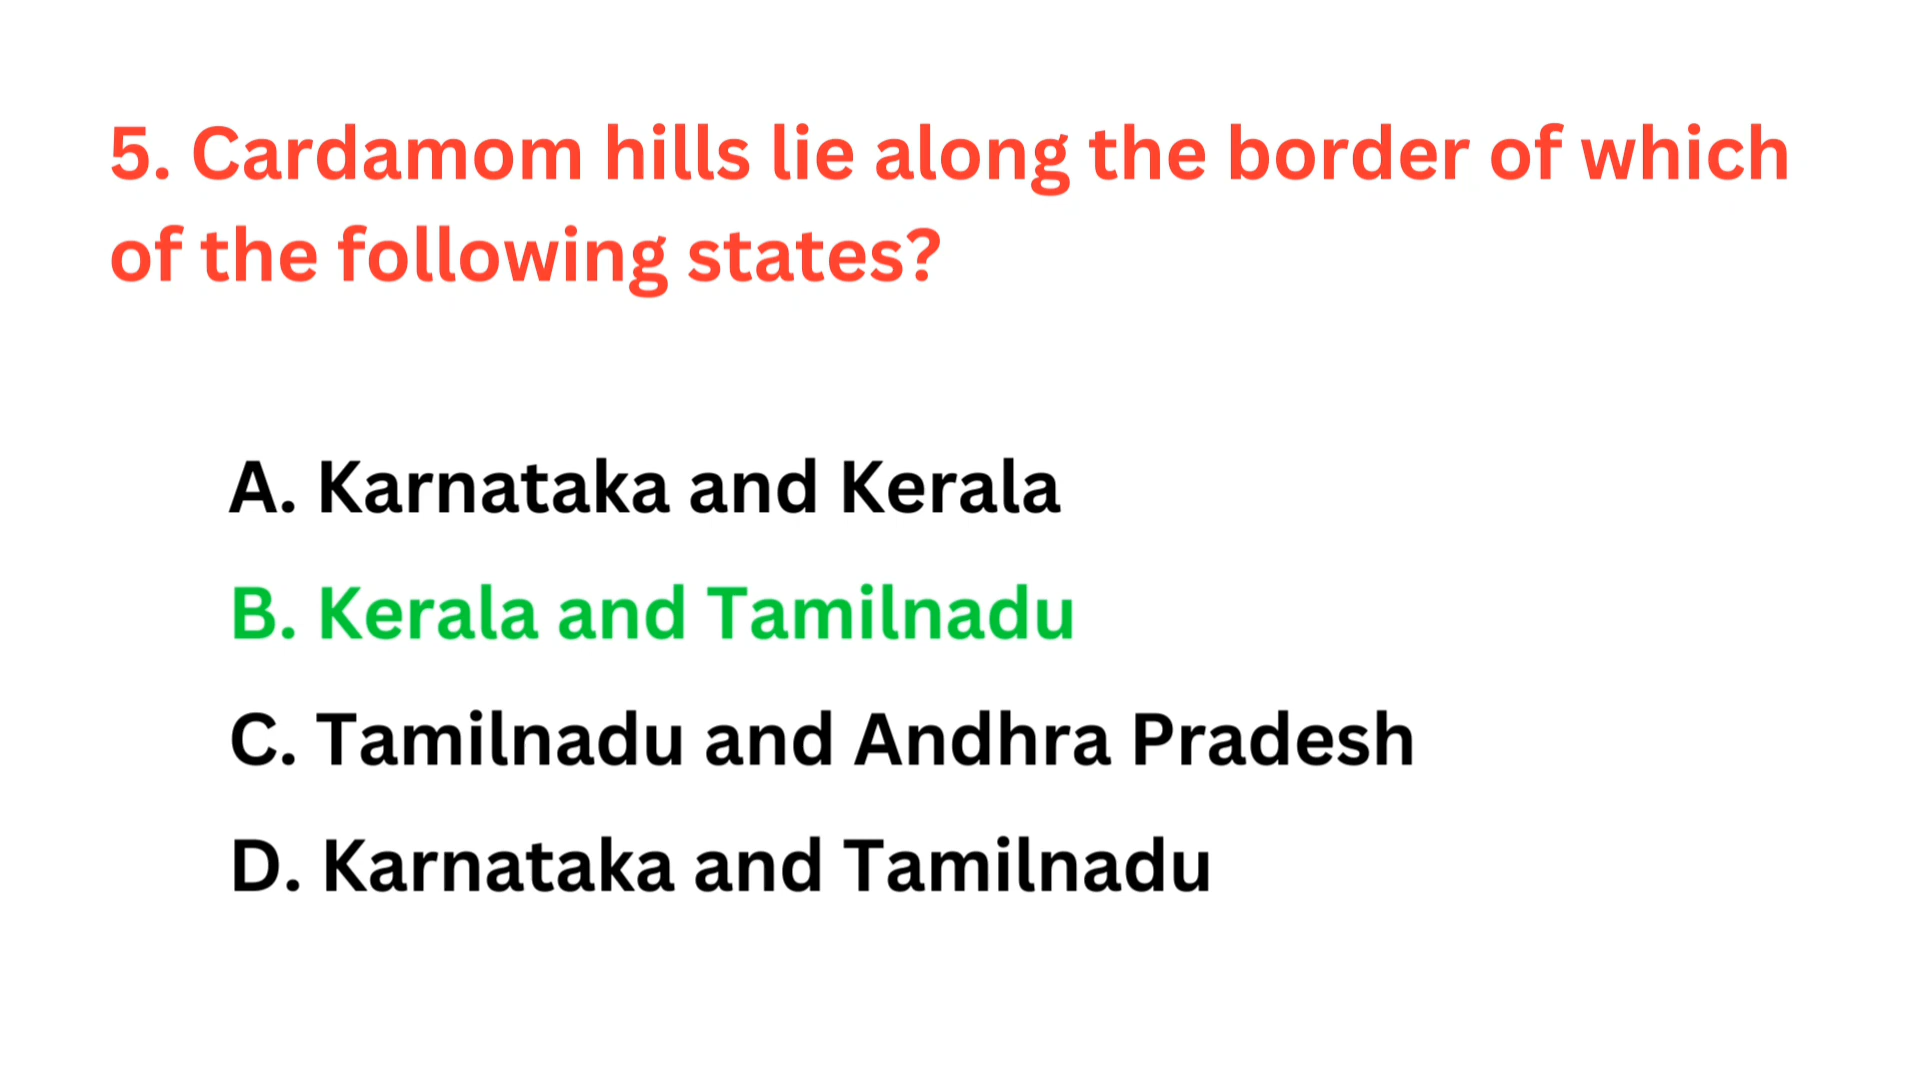 5. Cardamom hills lie along the border of which
of the following states?
A. Karnataka and Kerala
B. Kerala and Tamilnadu
C. Tamilnadu and Andhra Pradesh
D. Karnataka and Tamilnadu